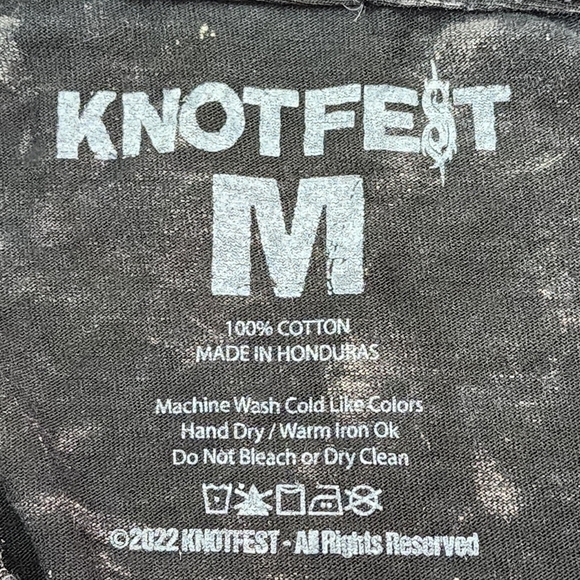 KNOTFEST
M
100% COTTON
MADE IN HONDURAS
Machine Wash Cold Like Colors
Hand Dry / Warm Iron Ok
Do Not Bleach or Dry Clean
©2022 KNOTFEST - All Rights Reserved